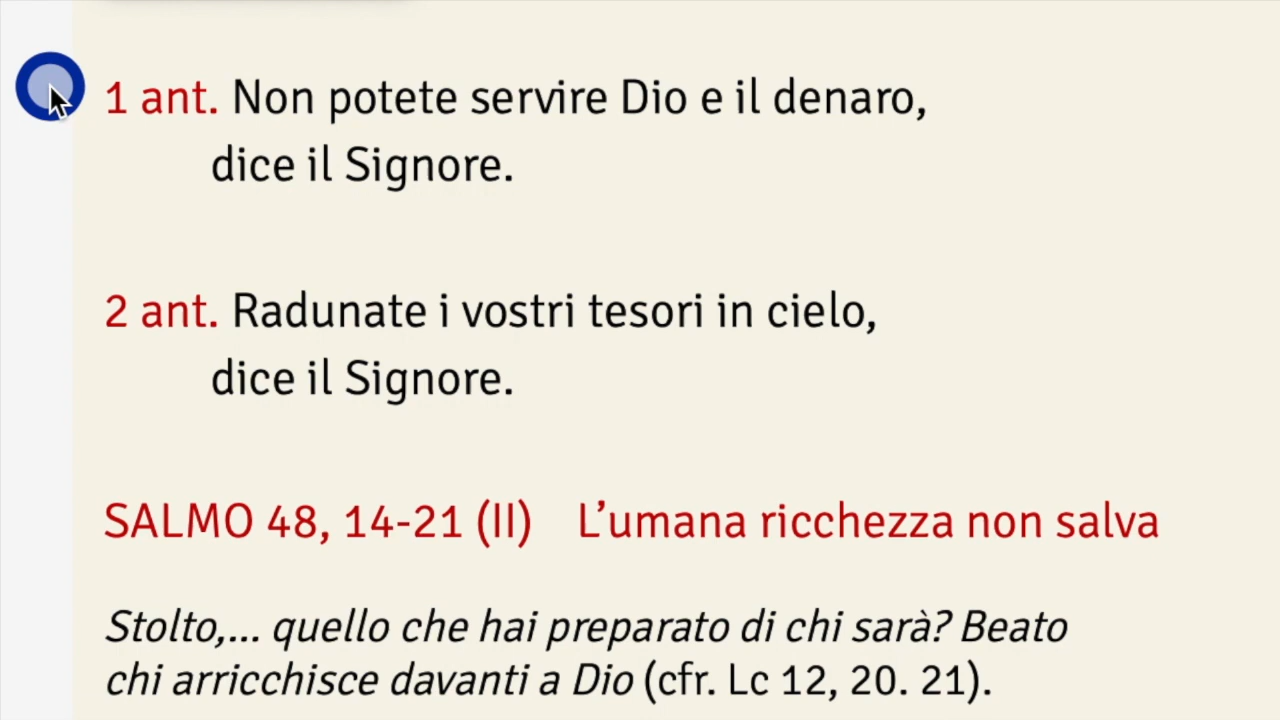 1 ant. Non potete servire Dio e il denaro,
dice il Signore.
2 ant. Radunate i vostri tesori in cielo,
dice il Signore.
SALMO 48, 14-21 (II) L’umana ricchezza non salva
Stolto,... quello che hai preparato di chi sarà? Beato
chi arricchisce davanti a Dio (cfr. Lc 12, 20. 21).